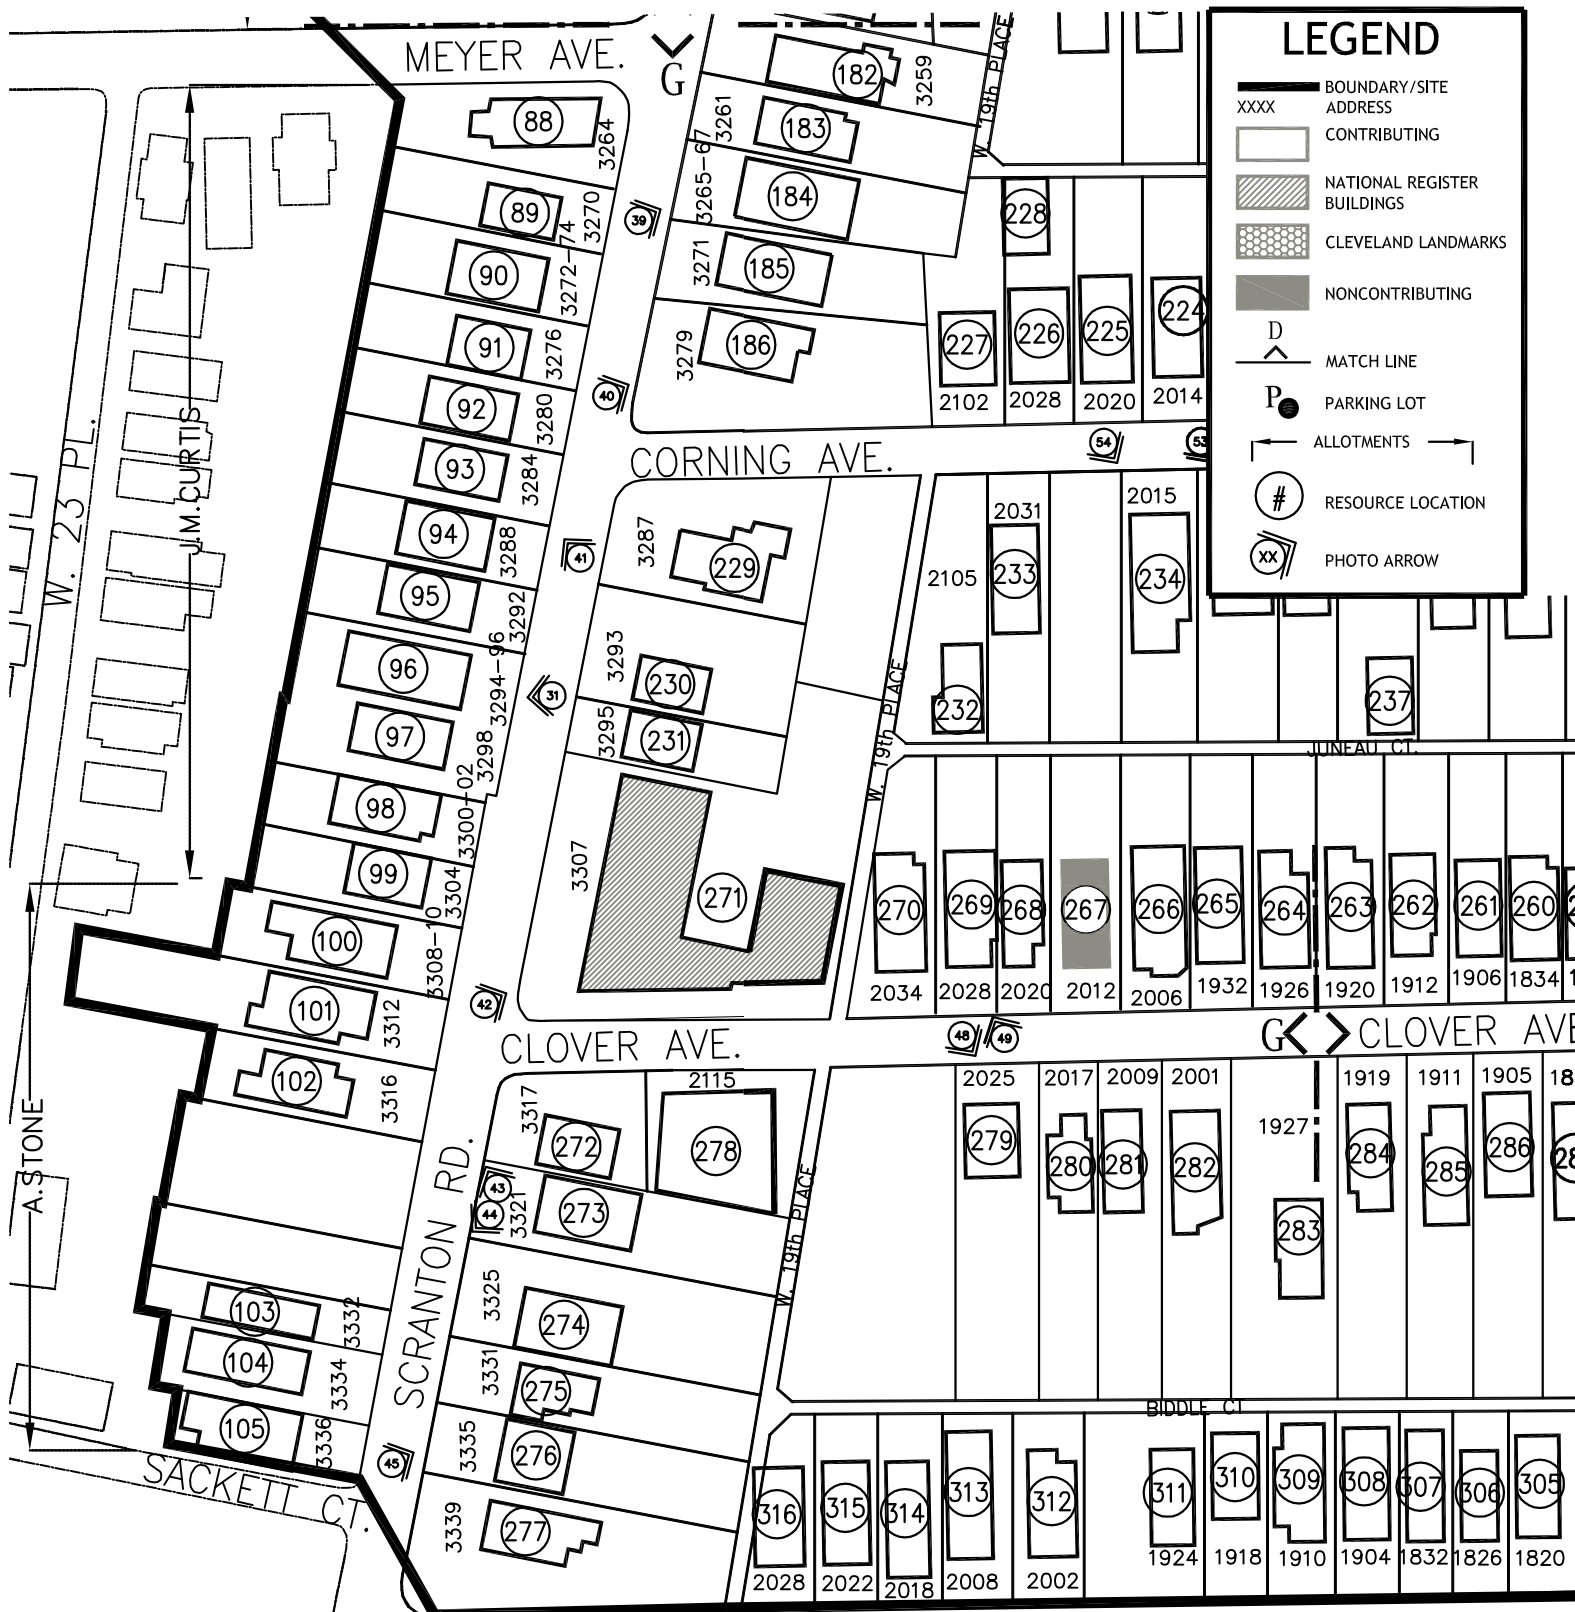 MEYER AVE.
G
W. 19th PLACE
LEGEND
BOUNDARY/SITE
XXXX ADDRESS
CONTRIBUTING
NATIONAL REGISTER
BUILDINGS
CLEVELAND LANDMARKS
NONCONTRIBUTING
D
MATCH LINE
P PARKING LOT
ALLOTMENTS
# RESOURCE LOCATION
XX PHOTO ARROW
88 3264
89 3270
90 3272-74
91 3276
92 3280
93 3284
94 3288
95 3292
96 3294-96
97 3298
98 3300-02
99 3304
100 3308-10
101 3312
102 3316
103 3332
104 3334
105 3336
182 3259
183 3261
184 3265-67
185 3271
186 3279
39
40
41
31
42
43
44
45
228
227 226 225 224
2102 2028 2020 2014
54 53
CORNING AVE.
J.M.CURTIS
W. 23 PL.
3287 229
3293 230
3295 231
3307 271
2031 2015
2105 233 234
232 237
W. 19th PLACE
JUNEAU CT.
270 269 268 267 266 265 264 263 262 261 260
2034 2028 2020 2012 2006 1932 1926 1920 1912 1906 1834
48 49
CLOVER AVE.
G CLOVER AVE
A.STONE
SCRANTON RD.
3317 272
2115
278
3321 273
3325 274
3331 275
3335 276
3339 277
W. 19th PLACE
2025 2017 2009 2001 1919 1911 1905
1927
279 280 281 282 283 284 285 286
BIDDLE CT
316 315 314 313 312 311 310 309 308 307 306 305
2028 2022 2018 2008 2002 1924 1918 1910 1904 1832 1826 1820
SACKETT CT.